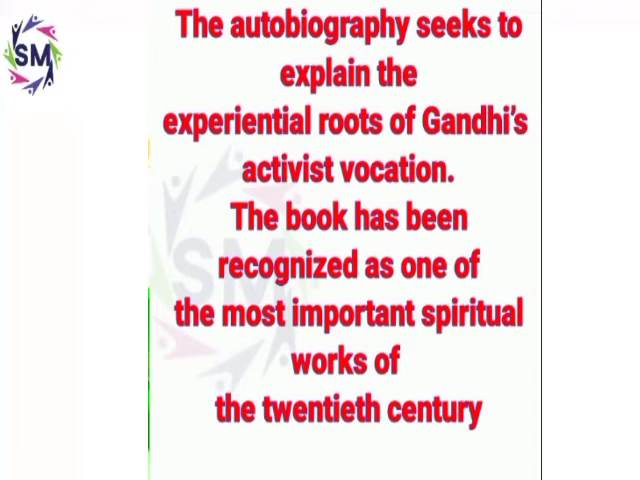 SM
The autobiography seeks to
explain the
experiential roots of Gandhi's
activist vocation.
The book has been
recognized as one of
the most important spiritual
works of
the twentieth century
SM